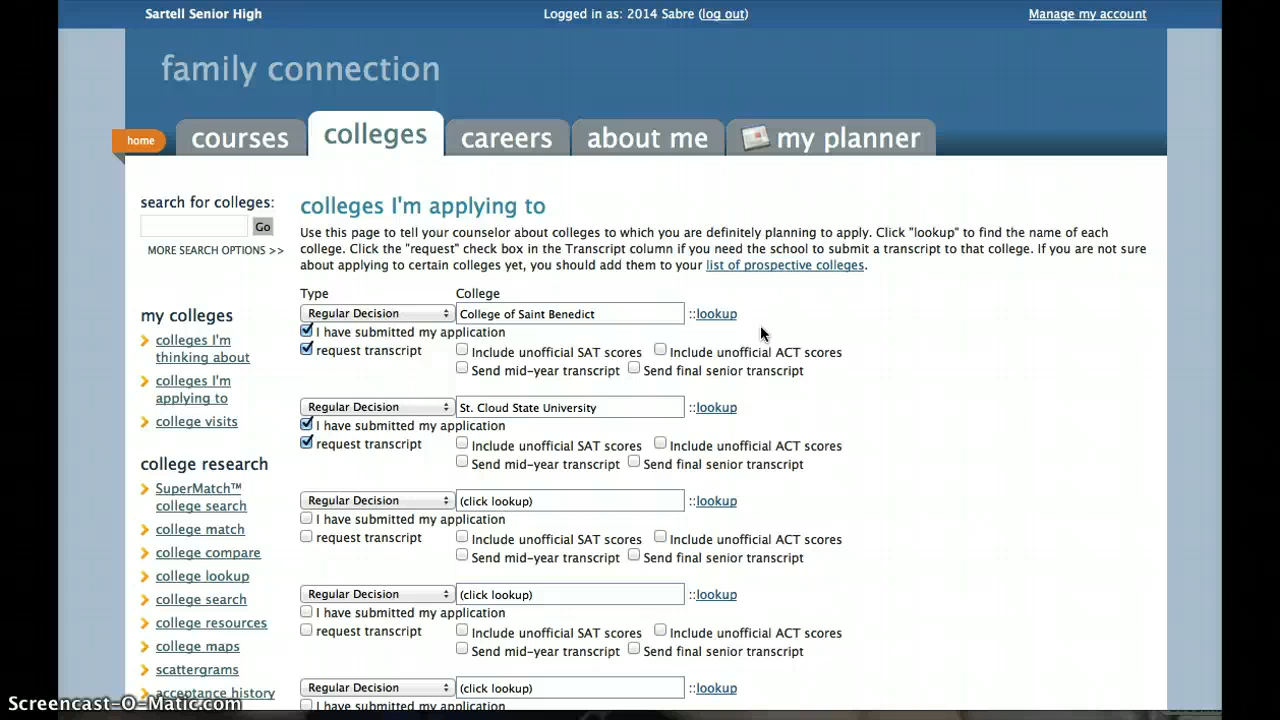 Sartell Senior High
Logged in as: 2014 Sabre (log out)
Manage my account
family connection
home
courses
colleges
careers
about me
my planner
search for colleges:
Go
MORE SEARCH OPTIONS >>
my colleges
colleges I'm
thinking about
colleges I'm
applying to
college visits
college research
SuperMatch™
college search
college match
college compare
college lookup
college search
college resources
college maps
scattergrams
acceptance history
colleges I'm applying to
Use this page to tell your counselor about colleges to which you are definitely planning to apply. Click "lookup" to find the name of each
college. Click the "request" check box in the Transcript column if you need the school to submit a transcript to that college. If you are not sure
about applying to certain colleges yet, you should add them to your list of prospective colleges.
Type College
Regular Decision College of Saint Benedict ::lookup
I have submitted my application
request transcript Include unofficial SAT scores Include unofficial ACT scores
Send mid-year transcript Send final senior transcript
Regular Decision St. Cloud State University ::lookup
I have submitted my application
request transcript Include unofficial SAT scores Include unofficial ACT scores
Send mid-year transcript Send final senior transcript
Regular Decision (click lookup) ::lookup
I have submitted my application
request transcript Include unofficial SAT scores Include unofficial ACT scores
Send mid-year transcript Send final senior transcript
Regular Decision (click lookup) ::lookup
I have submitted my application
request transcript Include unofficial SAT scores Include unofficial ACT scores
Send mid-year transcript Send final senior transcript
Regular Decision (click lookup) ::lookup
I have submitted my application
Screencast-O-Matic.com